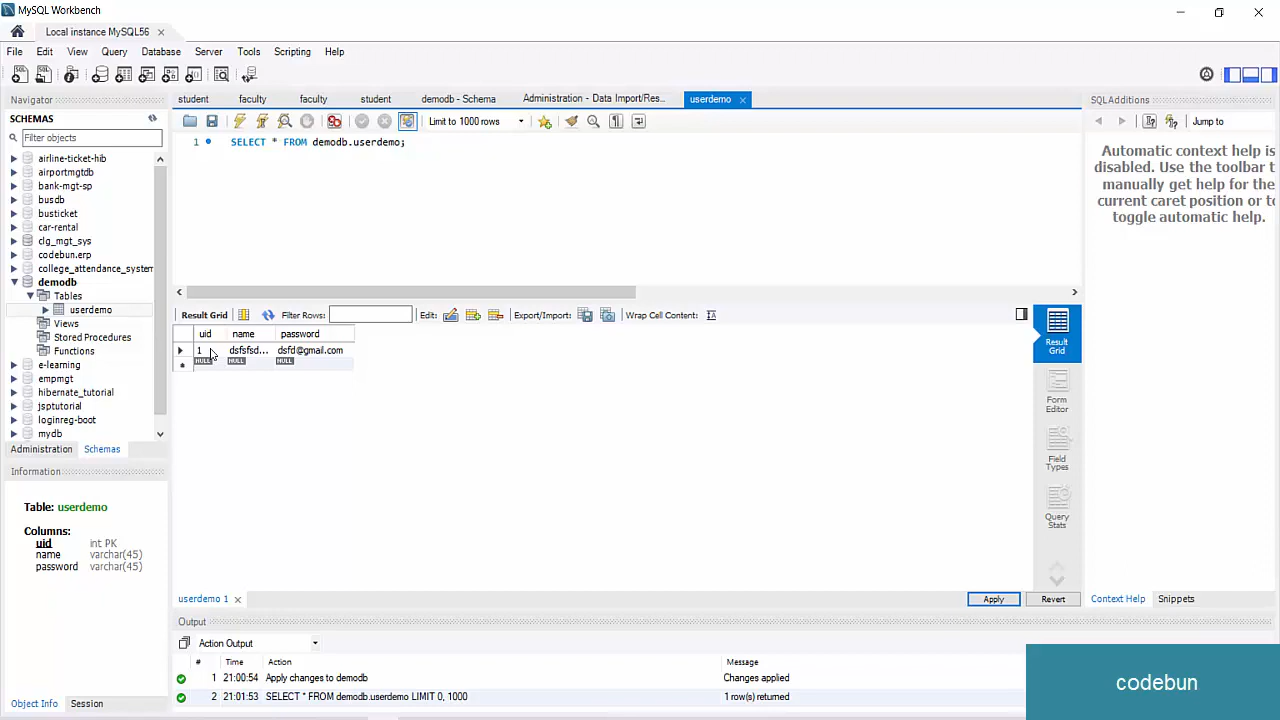 MySQL Workbench
Local instance MySQL56
File Edit View Query Database Server Tools Scripting Help
Navigator
SCHEMAS
Filter objects
airline-ticket-hib
airportmgtdb
bank-mgt-sp
busdb
busticket
car-rental
clg_mgt_sys
codebun.erp
college_attendance_system
demodb
Tables
userdemo
Views
Stored Procedures
Functions
e-learning
empmgt
hibernate_tutorial
jsptutorial
loginreg-boot
mydb
Administration Schemas
Information
Table: userdemo
Columns:
uid int PK
name varchar(45)
password varchar(45)
Object Info Session
student faculty faculty student demodb - Schema Administration - Data Import/Res... userdemo
Limit to 1000 rows
1 SELECT * FROM demodb.userdemo;
Result Grid Filter Rows: Edit: Export/Import: Wrap Cell Content:
uid name password
1 dsfsfsd... dsfd@gmail.com
NULL NULL NULL
Result Grid
Form Editor
Field Types
Query Stats
userdemo 1
Apply Revert
Output
Action Output
# Time Action Message
1 21:00:54 Apply changes to demodb Changes applied
2 21:01:53 SELECT * FROM demodb.userdemo LIMIT 0, 1000 1 row(s) returned
SQLAdditions
Jump to
Automatic context help is
disabled. Use the toolbar t
manually get help for the
current caret position or to
toggle automatic help.
Context Help Snippets
codebun